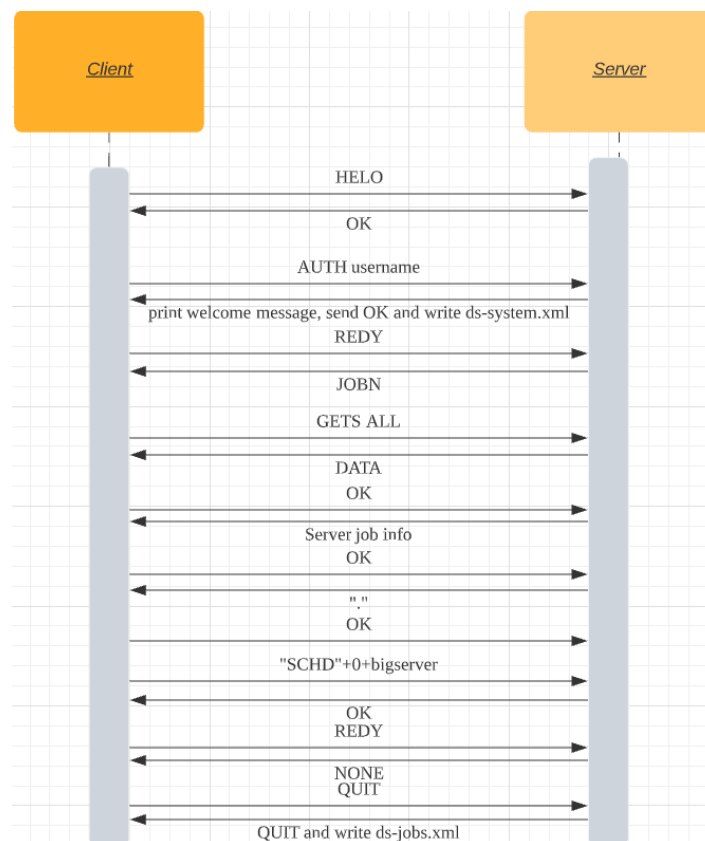 Client
Server
HELO
OK
AUTH username
print welcome message, send OK and write ds-system.xml
REDY
JOBN
GETS ALL
DATA
OK
Server job info
OK
"."
OK
"SCHD"+0+bigserver
OK
REDY
NONE
QUIT
QUIT and write ds-jobs.xml